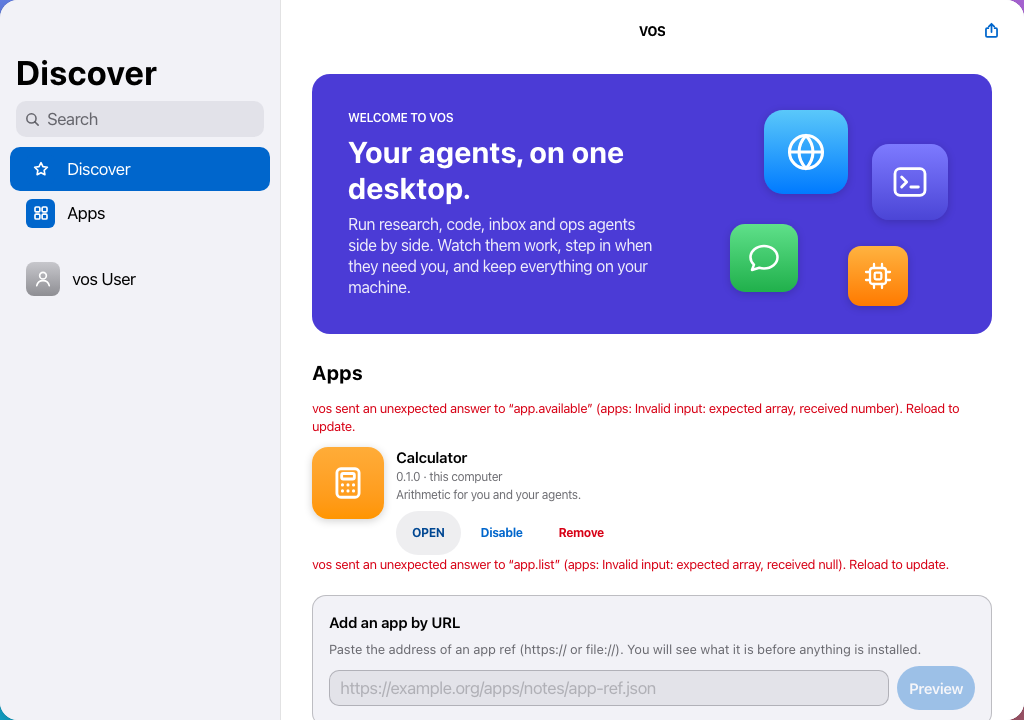 Discover
Search
Discover
Apps
vos User
VOS
WELCOME TO VOS
Your agents, on one
desktop.
Run research, code, inbox and ops agents
side by side. Watch them work, step in when
they need you, and keep everything on your
machine.
Apps
vos sent an unexpected answer to “app.available” (apps: Invalid input: expected array, received number). Reload to
update.
Calculator
0.1.0 · this computer
Arithmetic for you and your agents.
OPEN Disable Remove
vos sent an unexpected answer to “app.list” (apps: Invalid input: expected array, received null). Reload to update.
Add an app by URL
Paste the address of an app ref (https:// or file://). You will see what it is before anything is installed.
https://example.org/apps/notes/app-ref.json Preview